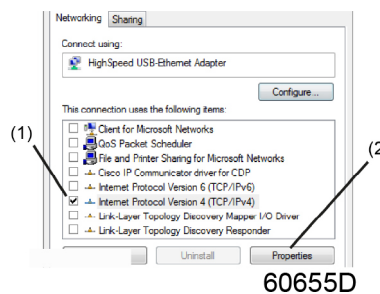 Networking Sharing
Connect using:
HighSpeed USB-Ethernet Adapter
Configure...
This connection uses the following items:
(1)
Client for Microsoft Networks
QoS Packet Scheduler
File and Printer Sharing for Microsoft Networks
(2
Cisco IP Communicator driver for CDP
Internet Protocol Version 6 (TCP/IPv6)
Internet Protocol Version 4 (TCP/IPv4)
Link-Layer Topology Discovery Mapper I/O Driver
Link-Layer Topology Discovery Responder
Uninstall Properties
60655D